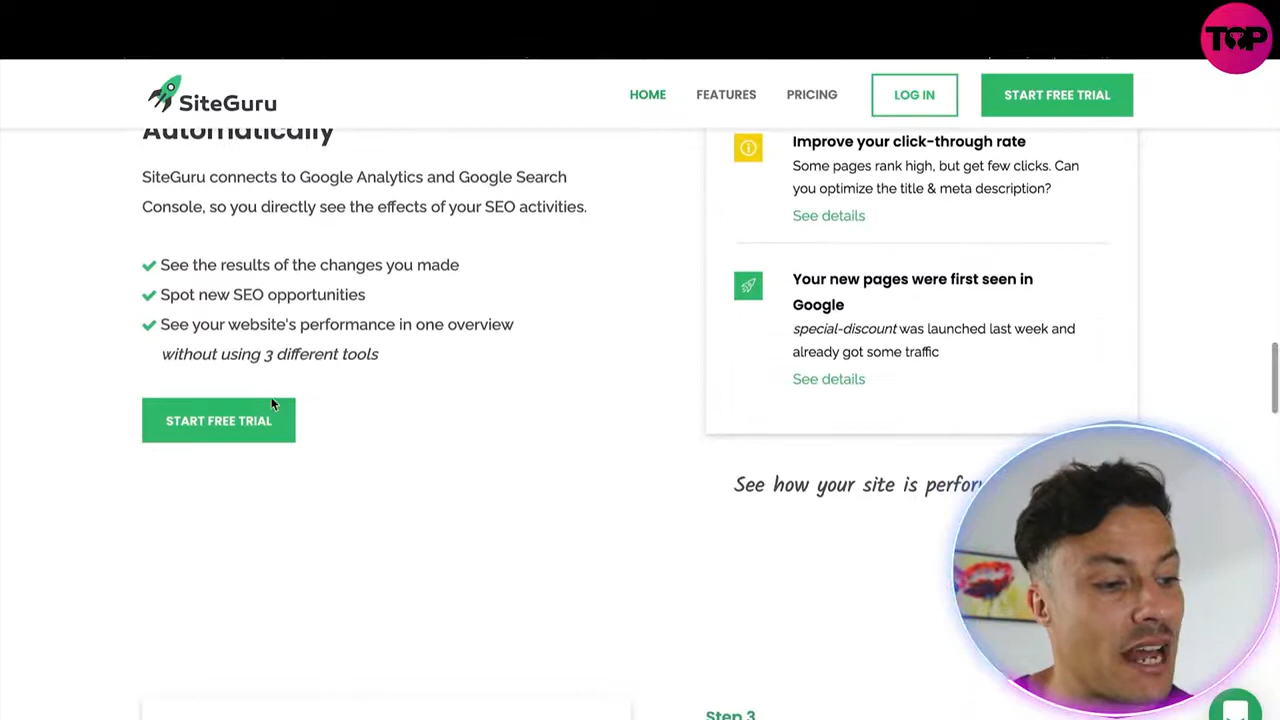 TOP
SiteGuru
HOME
FEATURES
PRICING
LOG IN
START FREE TRIAL
Automatically
SiteGuru connects to Google Analytics and Google Search
Console, so you directly see the effects of your SEO activities.
See the results of the changes you made
Spot new SEO opportunities
See your website's performance in one overview
without using 3 different tools
START FREE TRIAL
Improve your click-through rate
Some pages rank high, but get few clicks. Can
you optimize the title & meta description?
See details
Your new pages were first seen in
Google
special-discount was launched last week and
already got some traffic
See details
See how your site is
Step 3